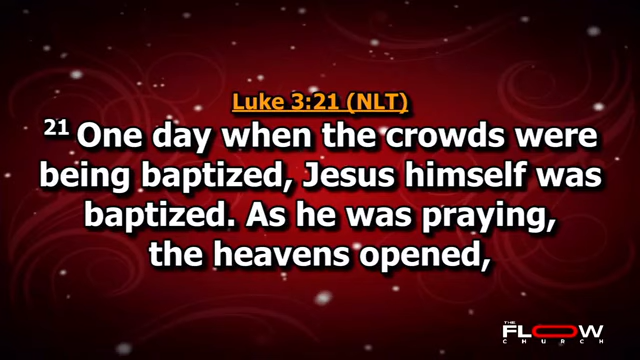 Luke 3:21 (NLT)
21 One day when the crowds were
being baptized, Jesus himself was
baptized. As he was praying,
the heavens opened,
THE
FLOW
CHURCH